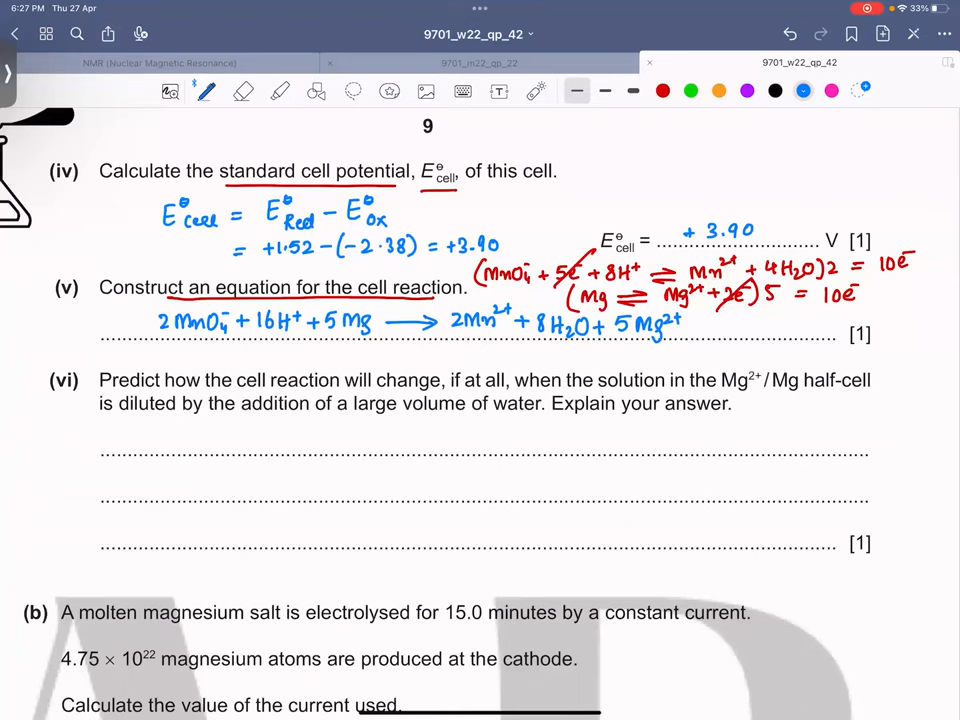 6:27 PM Thu 27 Apr
33%
9701_w22_qp_42
NMR (Nuclear Magnetic Resonance)
9701_m22_qp_22
9701_w22_qp_42
9
(iv) Calculate the standard cell potential, E⦵cell, of this cell.
E⦵cell = E⦵Red − E⦵Ox
= +1.52 − (−2.38) = +3.90
E⦵cell = + 3.90 V [1]
(MnO4⁻ + 5e⁻ + 8H⁺ ⇌ Mn²⁺ + 4H2O)2 = 10e⁻
(v) Construct an equation for the cell reaction.
(Mg ⇌ Mg²⁺ + 2e⁻)5 = 10e⁻
2MnO4⁻ + 16H⁺ + 5Mg ⟶ 2Mn²⁺ + 8H2O + 5Mg²⁺
[1]
(vi) Predict how the cell reaction will change, if at all, when the solution in the Mg²⁺/Mg half-cell
is diluted by the addition of a large volume of water. Explain your answer.
[1]
(b) A molten magnesium salt is electrolysed for 15.0 minutes by a constant current.
4.75 × 10²² magnesium atoms are produced at the cathode.
Calculate the value of the current used.